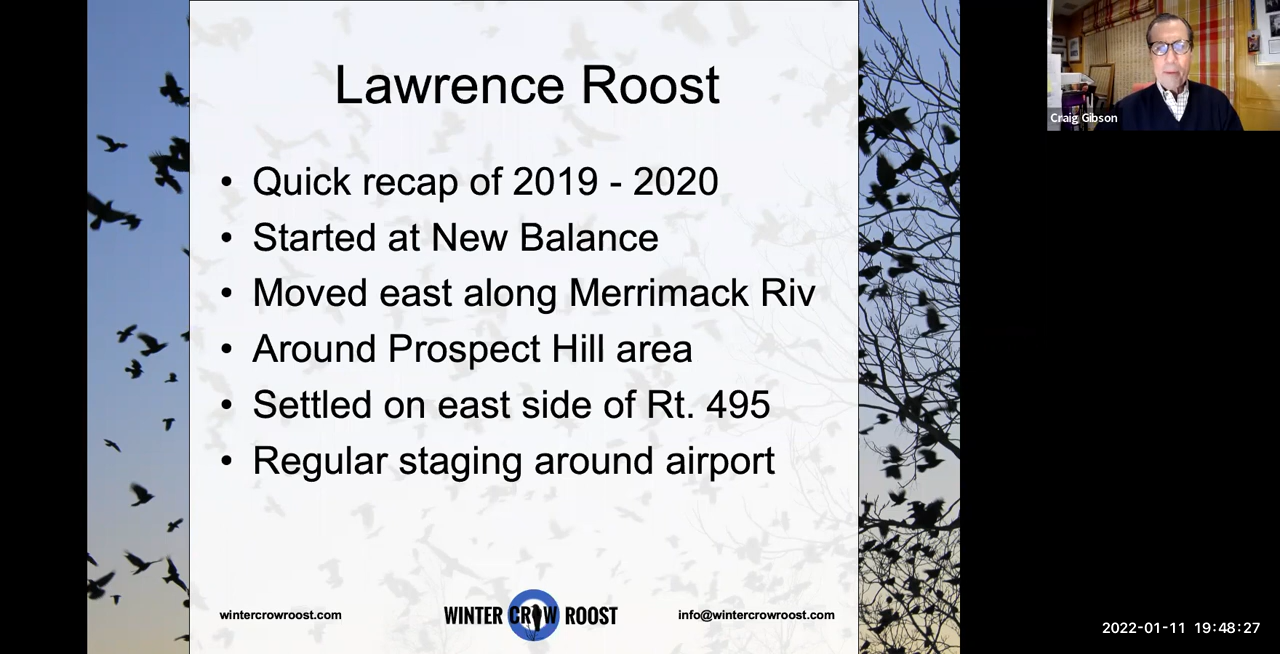 Lawrence Roost
• Quick recap of 2019 - 2020
• Started at New Balance
• Moved east along Merrimack Riv
• Around Prospect Hill area
• Settled on east side of Rt. 495
• Regular staging around airport
wintercrowroost.com
WINTER CROW ROOST
info@wintercrowroost.com
Craig Gibson
2022-01-11 19:48:27